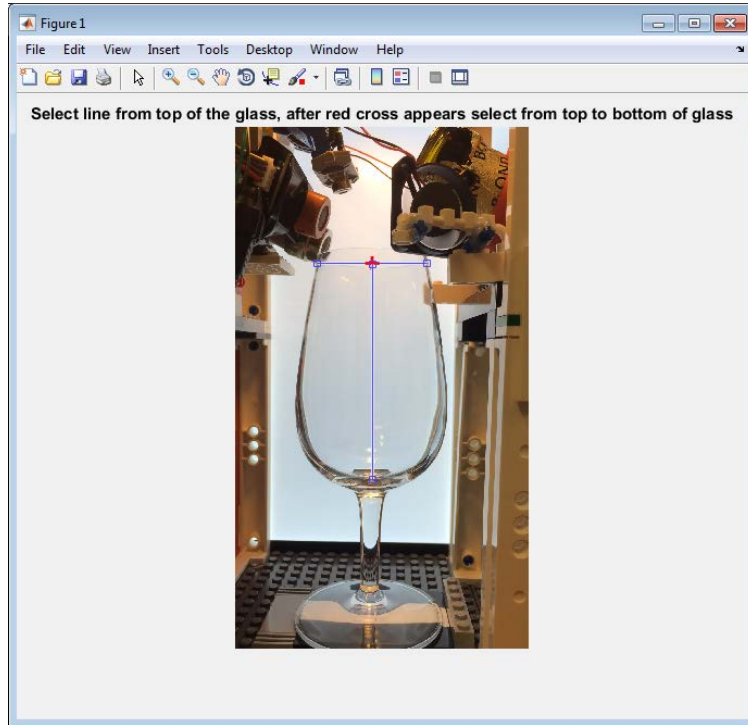 Figure 1
File Edit View Insert Tools Desktop Window Help
Select line from top of the glass, after red cross appears select from top to bottom of glass